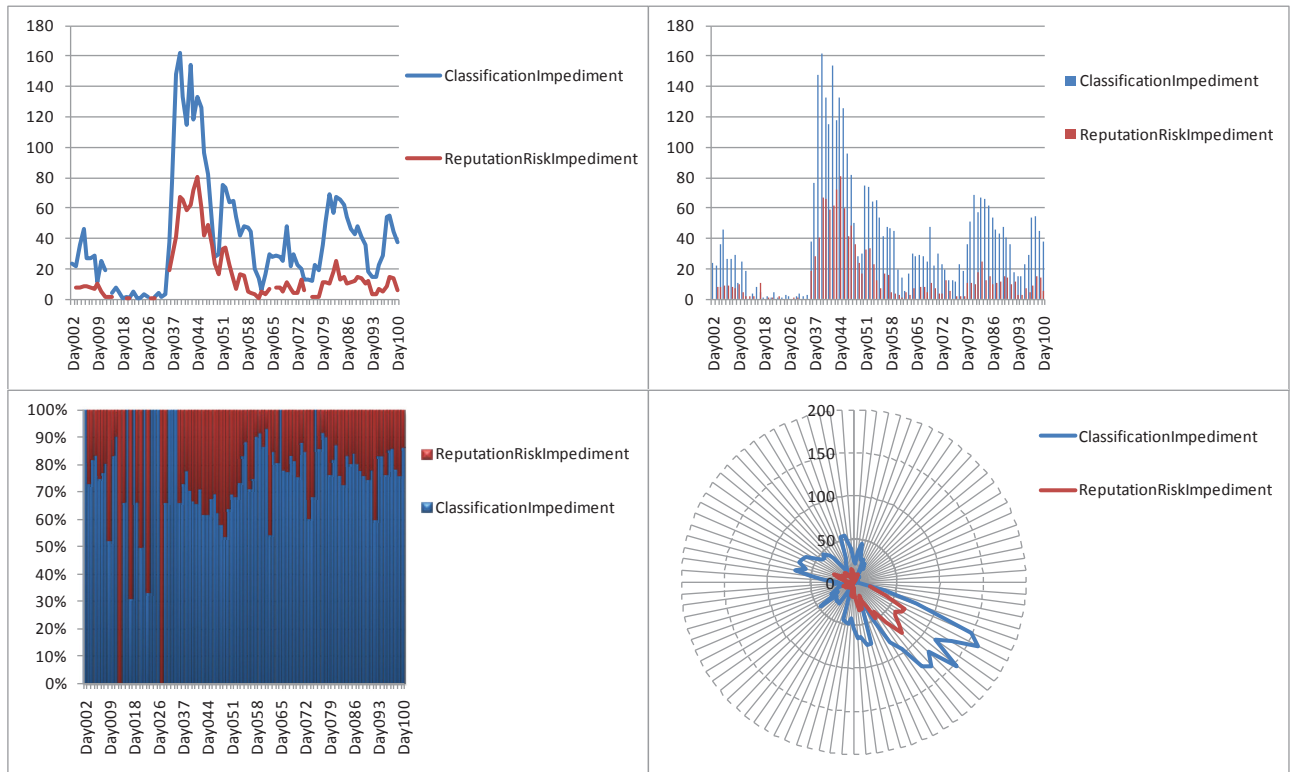 180
160
140
120
100
80
60
40
20
0
Day002
Day009
Day018
Day026
Day037
Day044
Day051
Day058
Day065
Day072
Day079
Day086
Day093
Day100
ClassificationImpediment
ReputationRiskImpediment
180
160
140
120
100
80
60
40
20
0
Day002
Day009
Day018
Day026
Day037
Day044
Day051
Day058
Day065
Day072
Day079
Day086
Day093
Day100
ClassificationImpediment
ReputationRiskImpediment
100%
90%
80%
70%
60%
50%
40%
30%
20%
10%
0%
Day002
Day009
Day018
Day026
Day037
Day044
Day051
Day058
Day065
Day072
Day079
Day086
Day093
Day100
ReputationRiskImpediment
ClassificationImpediment
200
150
100
50
0
ClassificationImpediment
ReputationRiskImpediment